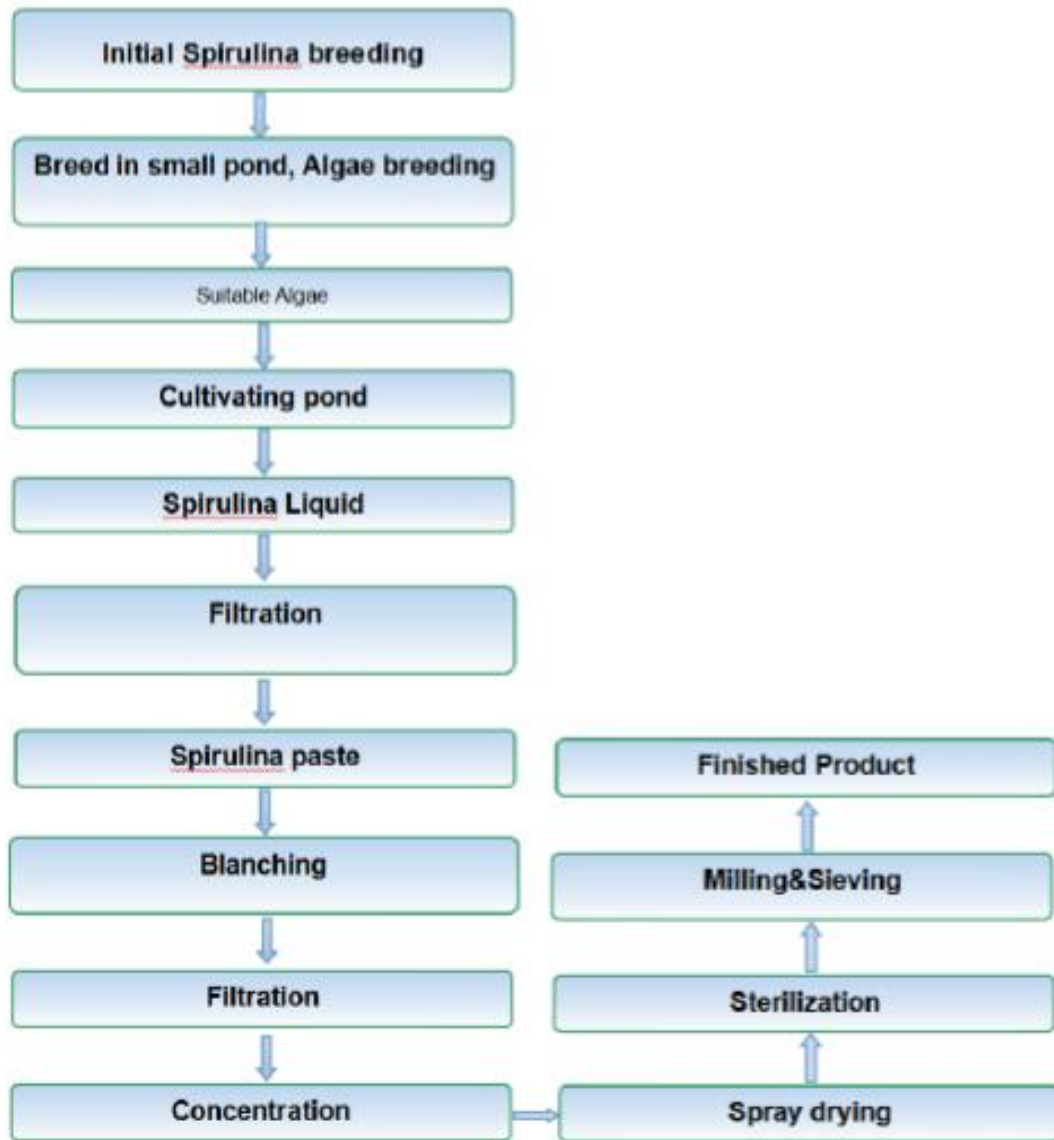 Initial Spirulina breeding
Breed in small pond, Algae breeding
Suitable Algae
Cultivating pond
Spirulina Liquid
Filtration
Spirulina paste
Blanching
Filtration
Concentration
Spray drying
Sterilization
Milling&Sieving
Finished Product